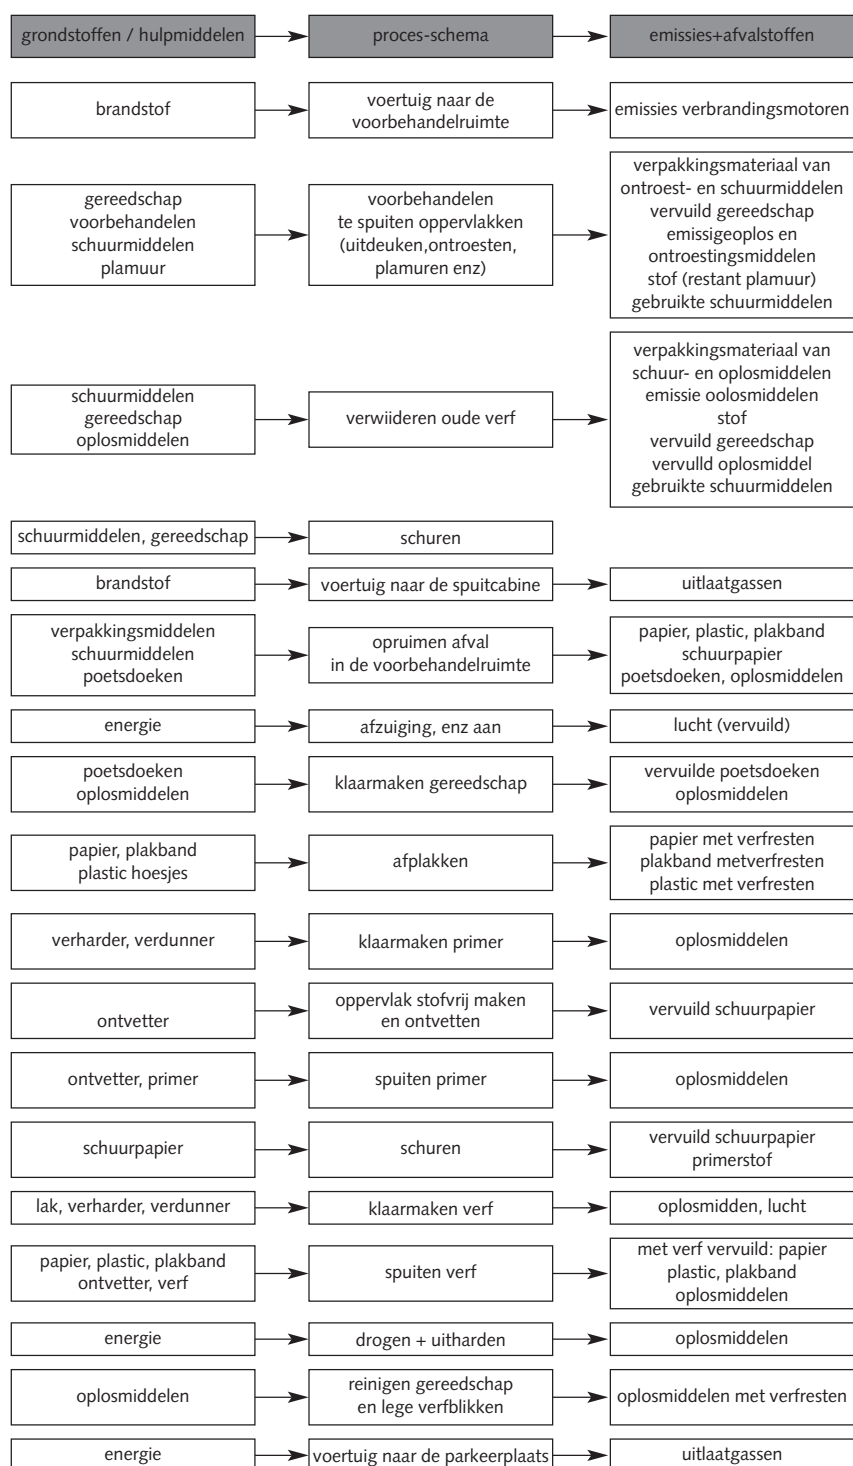 grondstoffen / hulpmiddelen
proces-schema
emissies+afvalstoffen
brandstof
voertuig naar de
voorbehandelruimte
emissies verbrandingsmotoren
gereedschap
voorbehandelen
schuurmiddelen
plamuur
voorbehandelen
te spuiten oppervlakken
(uitdeuken,ontroesten,
plamuren enz)
verpakkingsmateriaal van
ontroest- en schuurmiddelen
vervuild gereedschap
emissigeoplos en
ontroestingsmiddelen
stof (restant plamuur)
gebruikte schuurmiddelen
schuurmiddelen
gereedschap
oplosmiddelen
verwiideren oude verf
verpakkingsmateriaal van
schuur- en oplosmiddelen
emissie oolosmiddelen
stof
vervuild gereedschap
vervulld oplosmiddel
gebruikte schuurmiddelen
schuurmiddelen, gereedschap
schuren
brandstof
voertuig naar de spuitcabine
uitlaatgassen
verpakkingsmiddelen
schuurmiddelen
poetsdoeken
opruimen afval
in de voorbehandelruimte
papier, plastic, plakband
schuurpapier
poetsdoeken, oplosmiddelen
energie
afzuiging, enz aan
lucht (vervuild)
poetsdoeken
oplosmiddelen
klaarmaken gereedschap
vervuilde poetsdoeken
oplosmiddelen
papier, plakband
plastic hoesjes
afplakken
papier met verfresten
plakband metverfresten
plastic met verfresten
verharder, verdunner
klaarmaken primer
oplosmiddelen
ontvetter
oppervlak stofvrij maken
en ontvetten
vervuild schuurpapier
ontvetter, primer
spuiten primer
oplosmiddelen
schuurpapier
schuren
vervuild schuurpapier
primerstof
lak, verharder, verdunner
klaarmaken verf
oplosmidden, lucht
papier, plastic, plakband
ontvetter, verf
spuiten verf
met verf vervuild: papier
plastic, plakband
oplosmiddelen
energie
drogen + uitharden
oplosmiddelen
oplosmiddelen
reinigen gereedschap
en lege verfblikken
oplosmiddelen met verfresten
energie
voertuig naar de parkeerplaats
uitlaatgassen